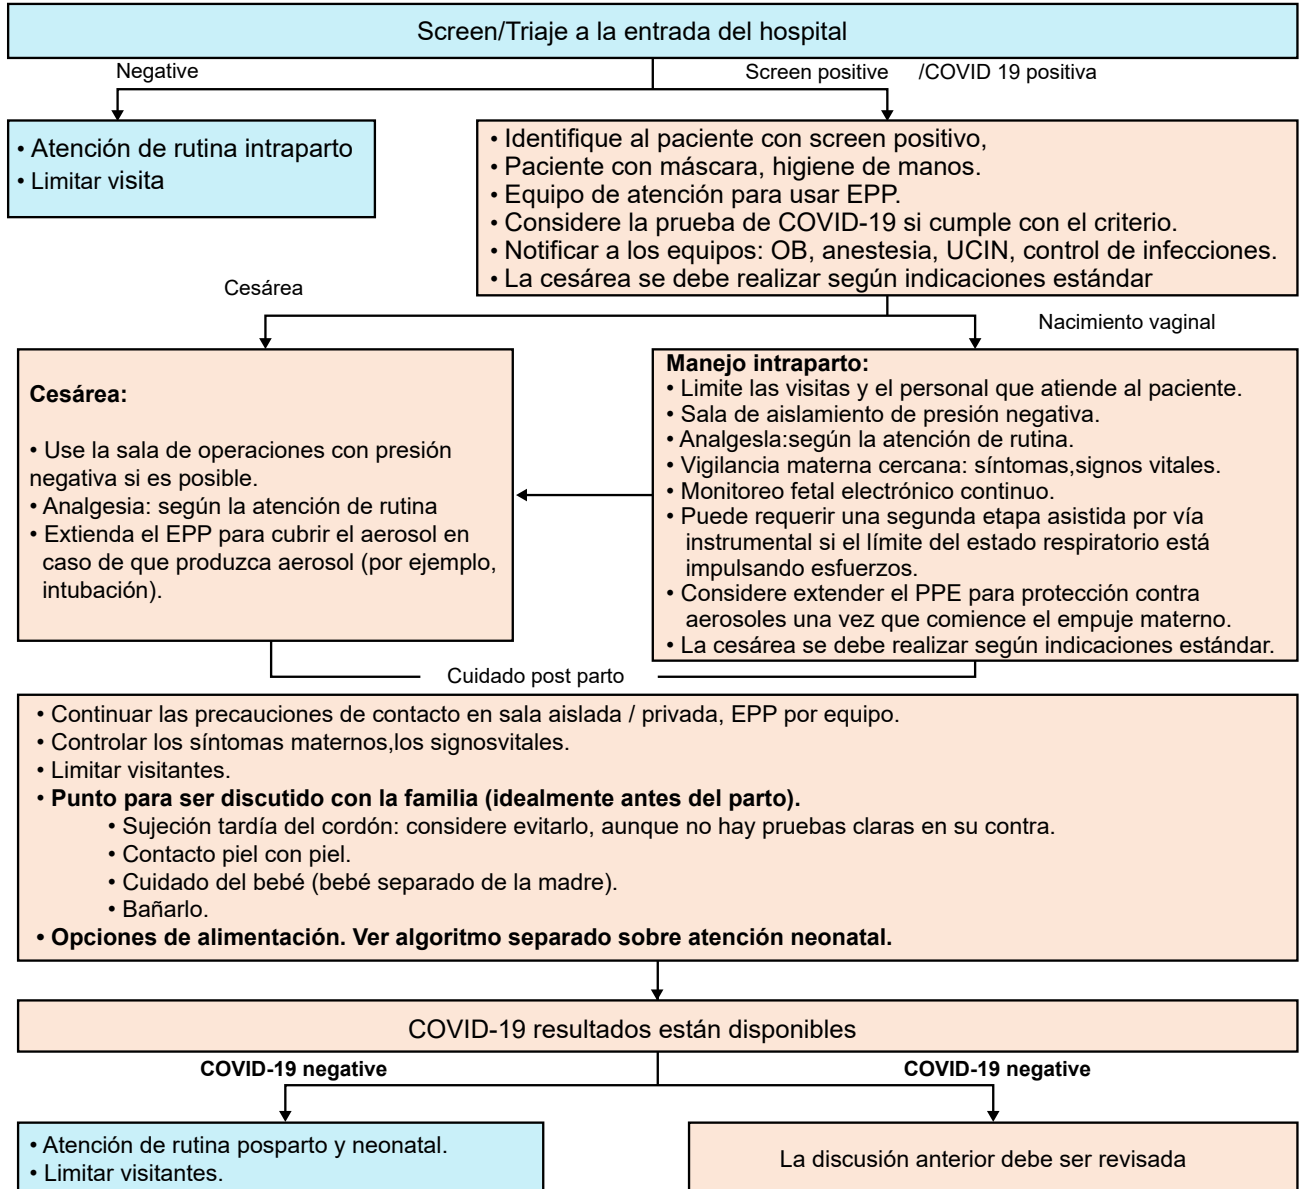 Screen/Triaje a la entrada del hospital
Negative
Screen positive /COVID 19 positiva
• Atención de rutina intraparto
• Limitar visita
• Identifique al paciente con screen positivo,
• Paciente con máscara, higiene de manos.
• Equipo de atención para usar EPP.
• Considere la prueba de COVID-19 si cumple con el criterio.
• Notificar a los equipos: OB, anestesia, UCIN, control de infecciones.
• La cesárea se debe realizar según indicaciones estándar
Cesárea
Nacimiento vaginal
Cesárea:
• Use la sala de operaciones con presión
negativa si es posible.
• Analgesia: según la atención de rutina
• Extienda el EPP para cubrir el aerosol en
caso de que produzca aerosol (por ejemplo,
intubación).
Manejo intraparto:
• Limite las visitas y el personal que atiende al paciente.
• Sala de aislamiento de presión negativa.
• Analgesla:según la atención de rutina.
• Vigilancia materna cercana: síntomas,signos vitales.
• Monitoreo fetal electrónico continuo.
• Puede requerir una segunda etapa asistida por vía
instrumental si el límite del estado respiratorio está
impulsando esfuerzos.
• Considere extender el PPE para protección contra
aerosoles una vez que comience el empuje materno.
• La cesárea se debe realizar según indicaciones estándar.
Cuidado post parto
• Continuar las precauciones de contacto en sala aislada / privada, EPP por equipo.
• Controlar los síntomas maternos,los signosvitales.
• Limitar visitantes.
• Punto para ser discutido con la familia (idealmente antes del parto).
• Sujeción tardía del cordón: considere evitarlo, aunque no hay pruebas claras en su contra.
• Contacto piel con piel.
• Cuidado del bebé (bebé separado de la madre).
• Bañarlo.
• Opciones de alimentación. Ver algoritmo separado sobre atención neonatal.
COVID-19 resultados están disponibles
COVID-19 negative
COVID-19 negative
• Atención de rutina posparto y neonatal.
• Limitar visitantes.
La discusión anterior debe ser revisada